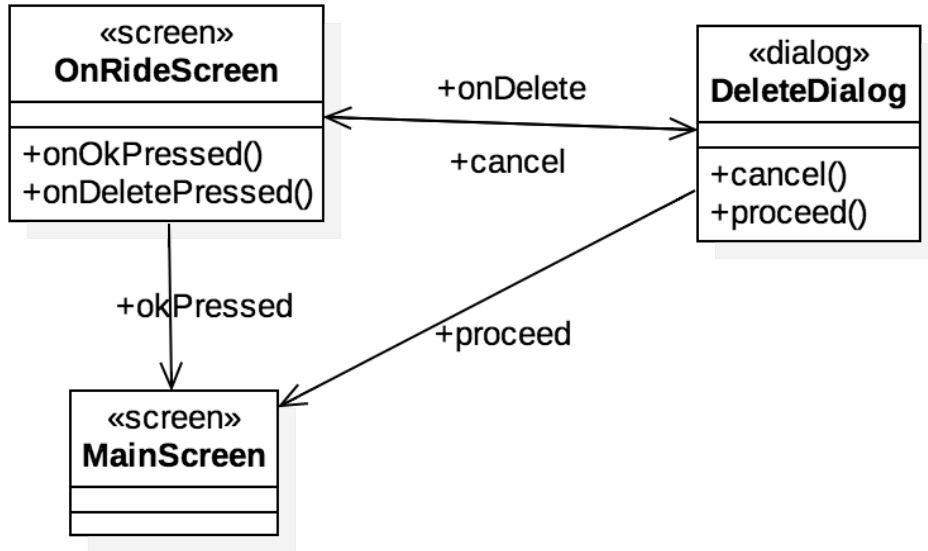 «screen»
OnRideScreen
+onOkPressed()
+onDeletePressed()
+onDelete
+cancel
«dialog»
DeleteDialog
+cancel()
+proceed()
+okPressed
+proceed
«screen»
MainScreen